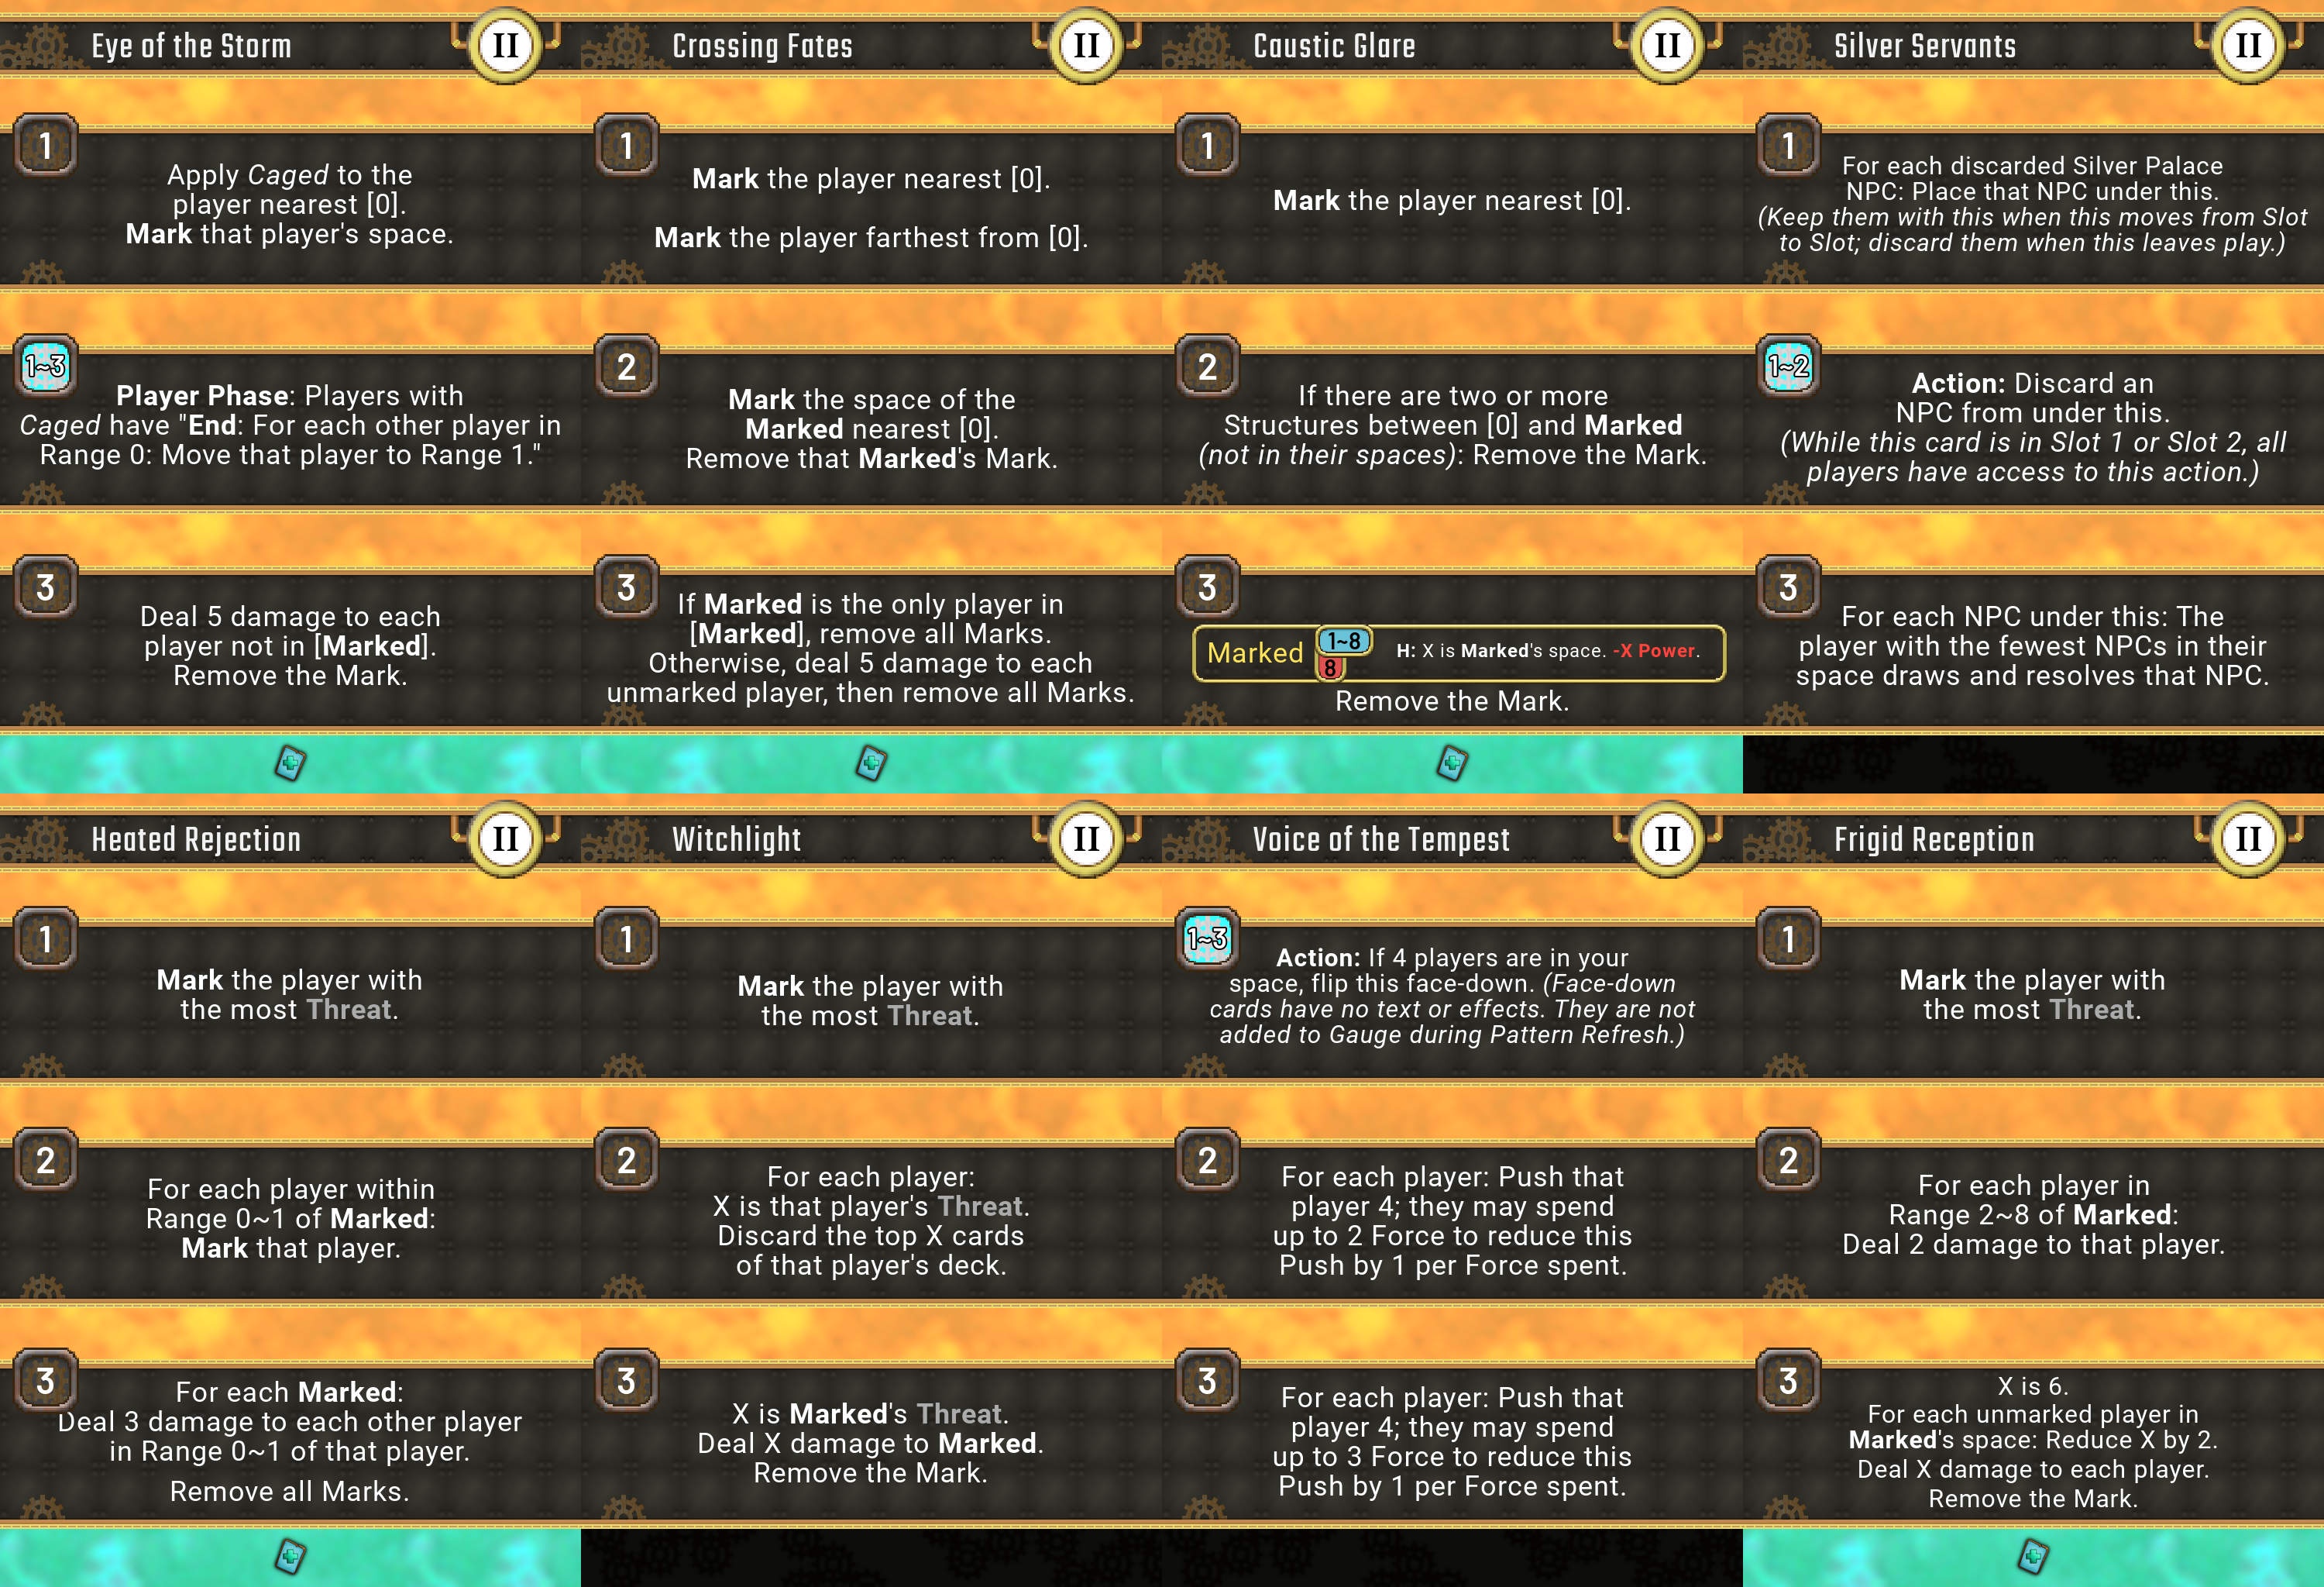 Eye of the Storm
II
1
Apply Caged to the
player nearest [0].
Mark that player's space.
1~3
Player Phase: Players with
Caged have "End: For each other player in
Range 0: Move that player to Range 1."
3
Deal 5 damage to each
player not in [Marked].
Remove the Mark.
Crossing Fates
II
1
Mark the player nearest [0].
Mark the player farthest from [0].
2
Mark the space of the
Marked nearest [0].
Remove that Marked's Mark.
3
If Marked is the only player in
[Marked], remove all Marks.
Otherwise, deal 5 damage to each
unmarked player, then remove all Marks.
Caustic Glare
II
1
Mark the player nearest [0].
2
If there are two or more
Structures between [0] and Marked
(not in their spaces): Remove the Mark.
3
Marked 1~8 H: X is Marked's space. -X Power.
8
Remove the Mark.
Silver Servants
II
1
For each discarded Silver Palace
NPC: Place that NPC under this.
(Keep them with this when this moves from Slot
to Slot; discard them when this leaves play.)
1~2
Action: Discard an
NPC from under this.
(While this card is in Slot 1 or Slot 2, all
players have access to this action.)
3
For each NPC under this: The
player with the fewest NPCs in their
space draws and resolves that NPC.
Heated Rejection
II
1
Mark the player with
the most Threat.
2
For each player within
Range 0~1 of Marked:
Mark that player.
3
For each Marked:
Deal 3 damage to each other player
in Range 0~1 of that player.
Remove all Marks.
Witchlight
II
1
Mark the player with
the most Threat.
2
For each player:
X is that player's Threat.
Discard the top X cards
of that player's deck.
3
X is Marked's Threat.
Deal X damage to Marked.
Remove the Mark.
Voice of the Tempest
II
1~3
Action: If 4 players are in your
space, flip this face-down. (Face-down
cards have no text or effects. They are not
added to Gauge during Pattern Refresh.)
2
For each player: Push that
player 4; they may spend
up to 2 Force to reduce this
Push by 1 per Force spent.
3
For each player: Push that
player 4; they may spend
up to 3 Force to reduce this
Push by 1 per Force spent.
Frigid Reception
II
1
Mark the player with
the most Threat.
2
For each player in
Range 2~8 of Marked:
Deal 2 damage to that player.
3
X is 6.
For each unmarked player in
Marked's space: Reduce X by 2.
Deal X damage to each player.
Remove the Mark.